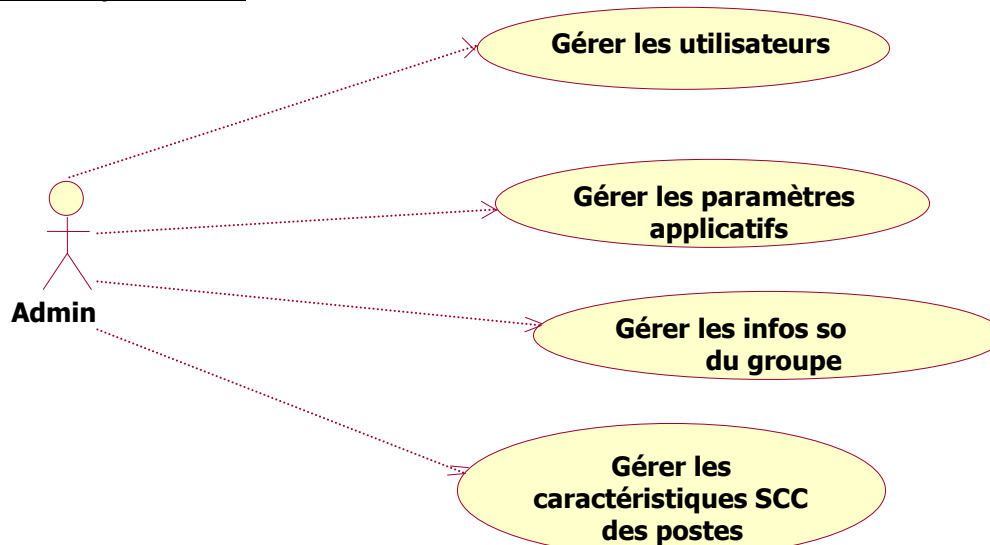 Gérer les utilisateurs
Gérer les paramètres
applicatifs
Admin
Gérer les infos so
du groupe
Gérer les
caractéristiques SCC
des postes